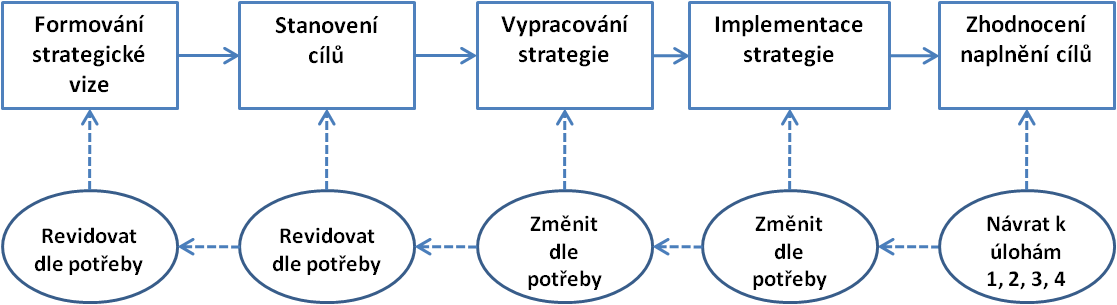 Formování
strategické
vize
Stanovení
cílů
Vypracování
strategie
Implementace
strategie
Zhodnocení
naplnění cílů
Revidovat
dle potřeby
Revidovat
dle potřeby
Změnit
dle
potřeby
Změnit
dle
potřeby
Návrat k
úlohám
1, 2, 3, 4